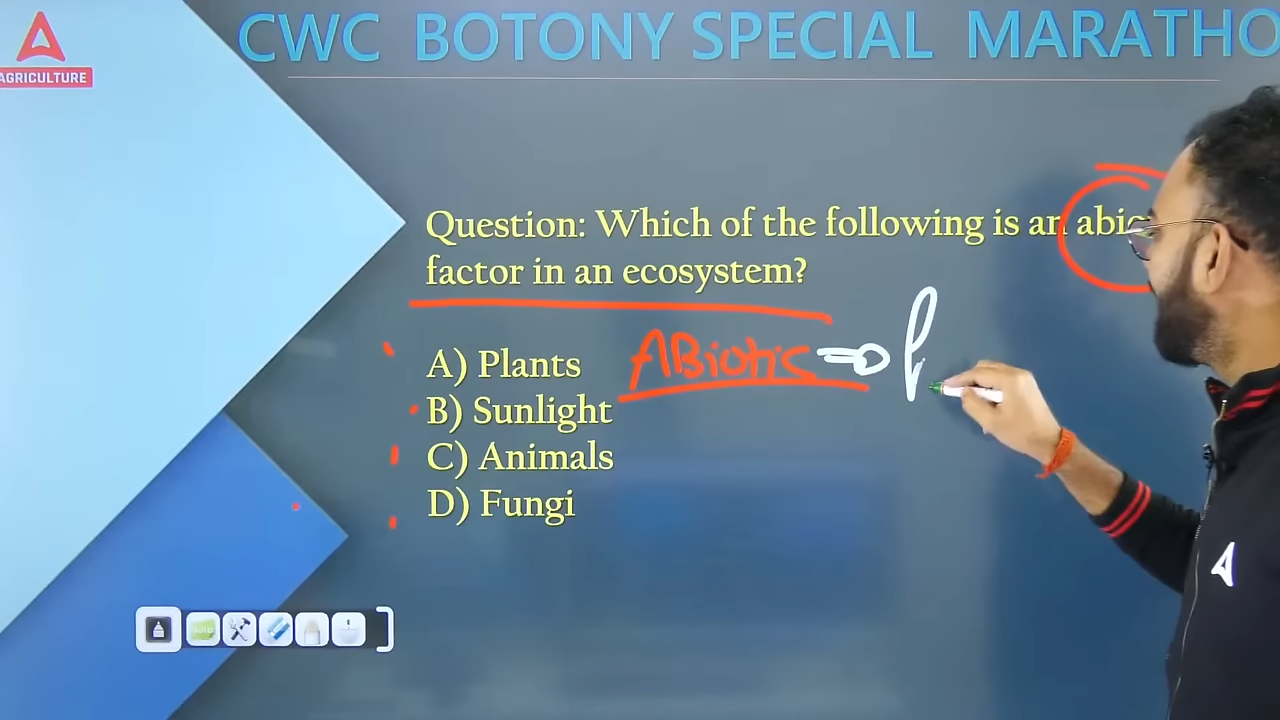 CWC BOTONY SPECIAL MARATHO
AGRICULTURE
Question: Which of the following is an
factor in an ecosystem?
A) Plants
ABiotic
B) Sunlight
C) Animals
D) Fungi